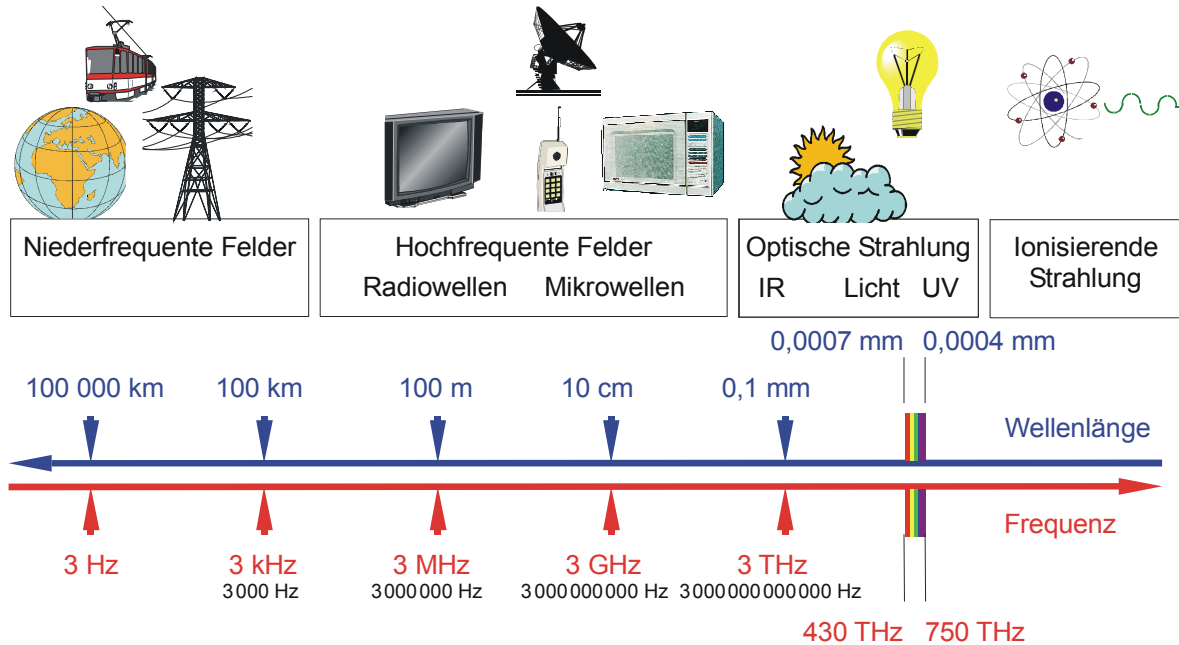 Niederfrequente Felder
Hochfrequente Felder
Radiowellen Mikrowellen
Optische Strahlung
IR Licht UV
Ionisierende
Strahlung
0,0007 mm 0,0004 mm
100 000 km 100 km 100 m 10 cm 0,1 mm
Wellenlänge
Frequenz
3 Hz 3 kHz 3 MHz 3 GHz 3 THz
3000 Hz 3000000 Hz 3000000000 Hz 3000000000000 Hz
430 THz 750 THz